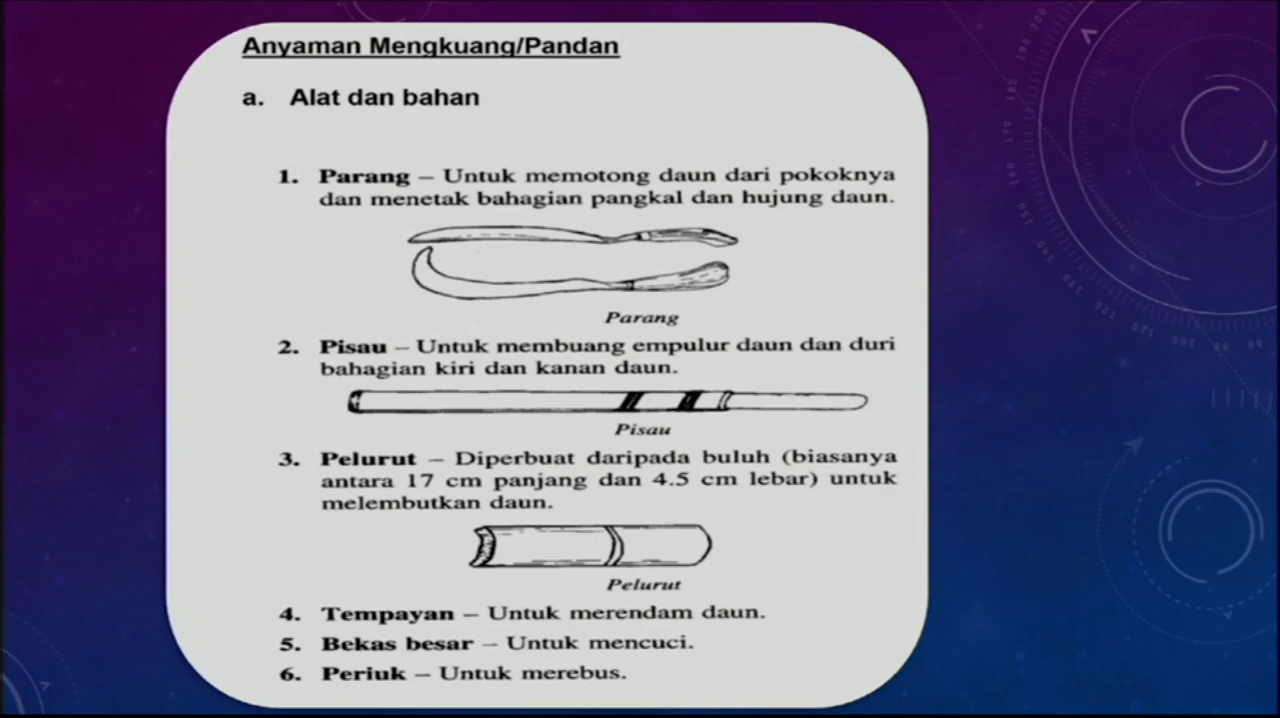 Anyaman Mengkuang/Pandan
a. Alat dan bahan
1. Parang – Untuk memotong daun dari pokoknya
dan menetak bahagian pangkal dan hujung daun.
Parang
2. Pisau – Untuk membuang empulur daun dan duri
bahagian kiri dan kanan daun.
Pisau
3. Pelurut – Diperbuat daripada buluh (biasanya
antara 17 cm panjang dan 4.5 cm lebar) untuk
melembutkan daun.
Pelurut
4. Tempayan – Untuk merendam daun.
5. Bekas besar – Untuk mencuci.
6. Periuk – Untuk merebus.